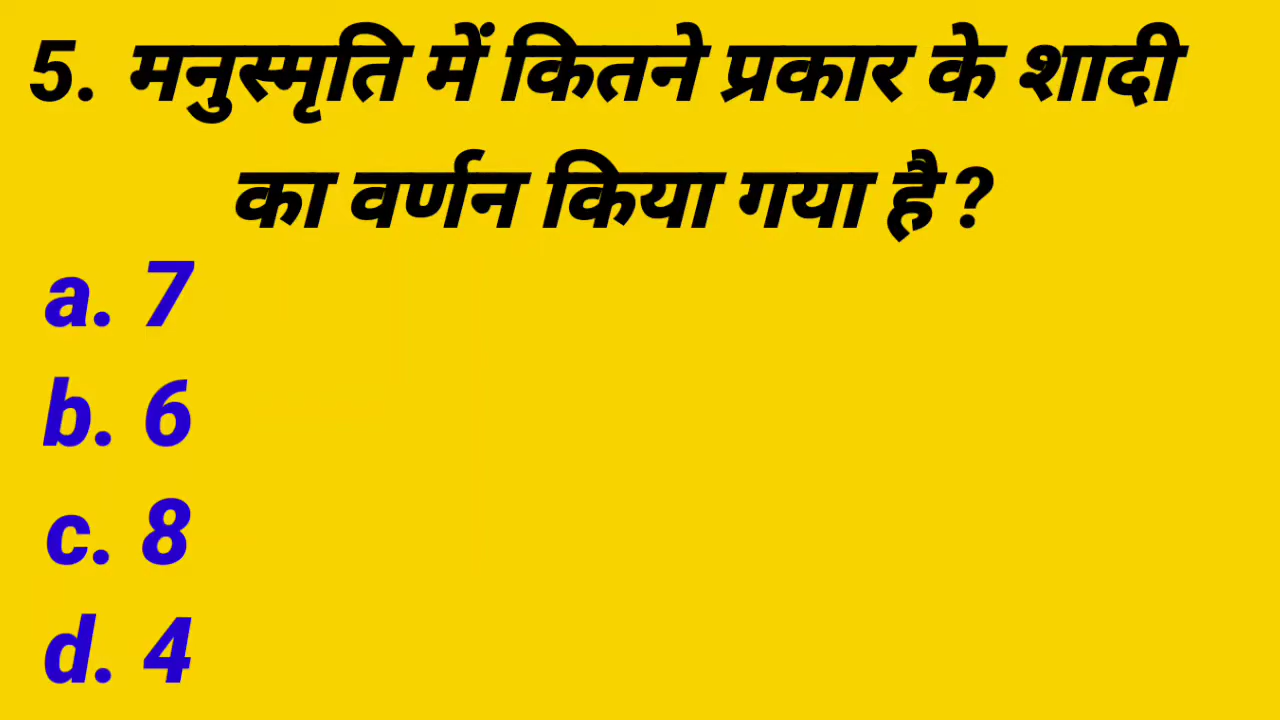 5. मनुस्मृति में कितने प्रकार के शादी
का वर्णन किया गया है?
a. 7
b. 6
c. 8
d. 4